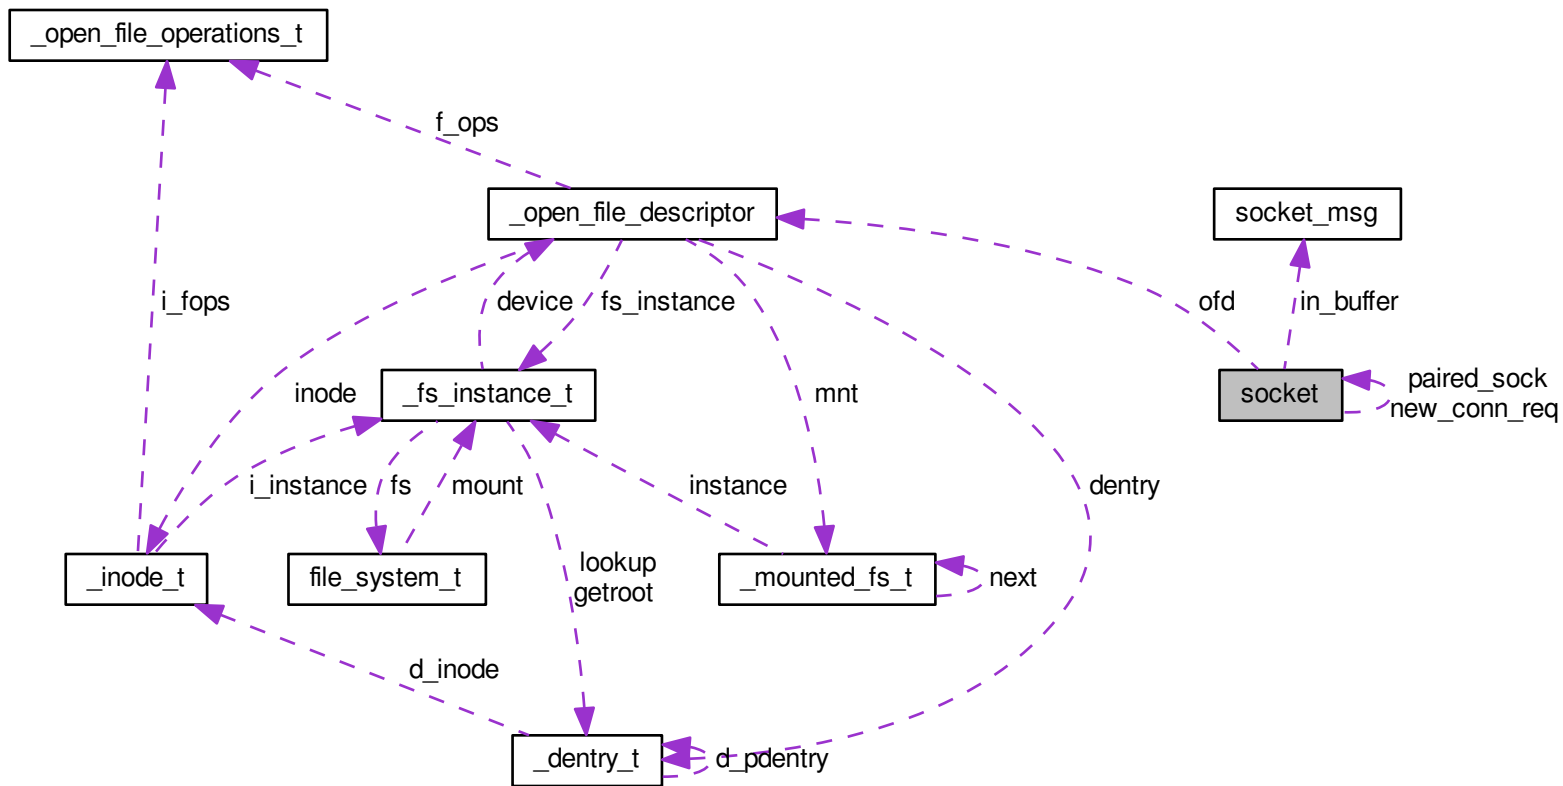 _open_file_operations_t
f_ops
_open_file_descriptor
socket_msg
i_fops
device
fs_instance
ofd
in_buffer
inode
_fs_instance_t
mnt
socket
paired_sock
new_conn_req
i_instance
fs
mount
instance
dentry
_inode_t
file_system_t
lookup
getroot
_mounted_fs_t
next
d_inode
_dentry_t
d_pdentry